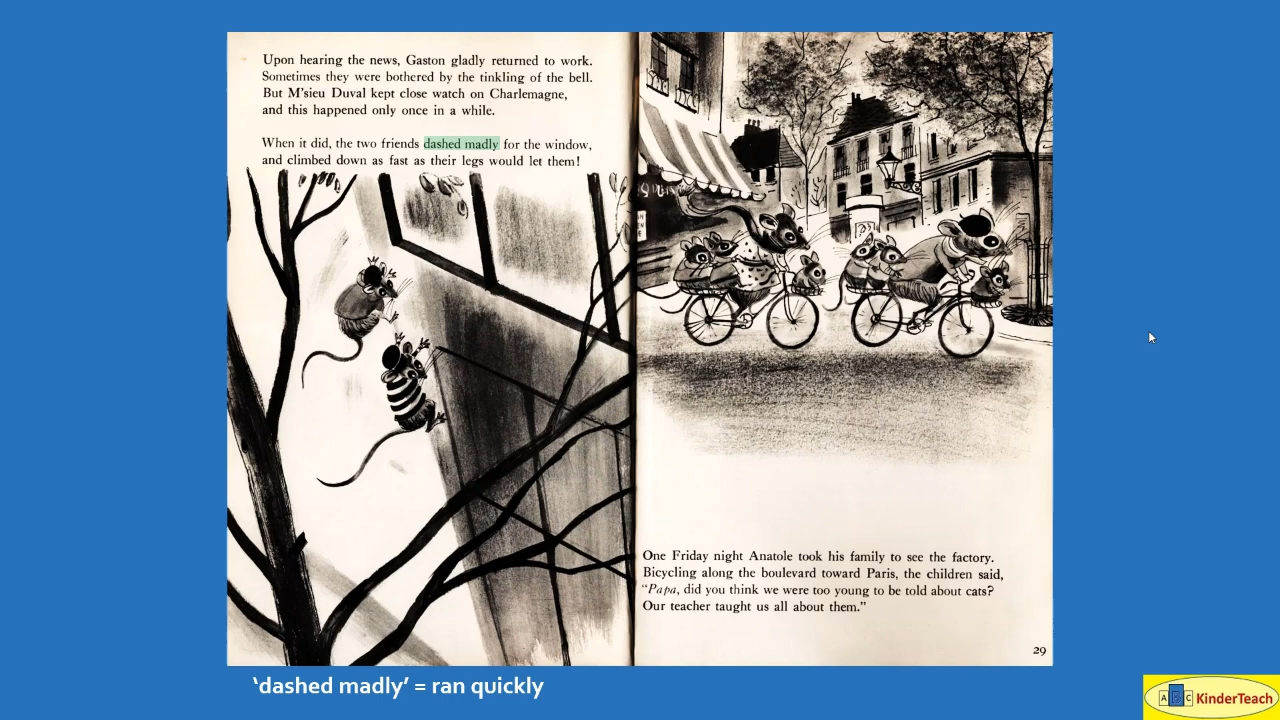 Upon hearing the news, Gaston gladly returned to work.
Sometimes they were bothered by the tinkling of the bell.
But M'sieu Duval kept close watch on Charlemagne,
and this happened only once in a while.
When it did, the two friends dashed madly for the window,
and climbed down as fast as their legs would let them!
One Friday night Anatole took his family to see the factory.
Bicycling along the boulevard toward Paris, the children said,
“Papa, did you think we were too young to be told about cats?
Our teacher taught us all about them.”
29
‘dashed madly’ = ran quickly
A B C KinderTeach